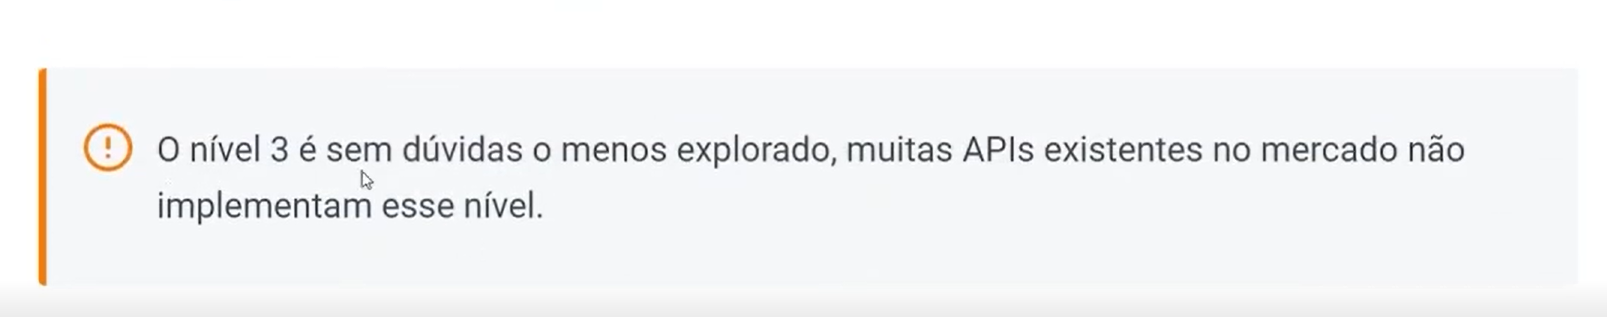 O nível 3 é sem dúvidas o menos explorado, muitas APIs existentes no mercado não
implementam esse nível.